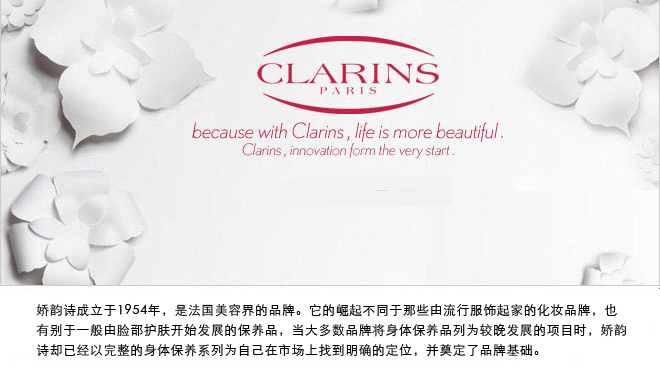 CLARINS
PARIS
because with Clarins, life is more beautiful.
Clarins, innovation form the very start.
娇韵诗成立于1954年，是法国美容界的品牌。它的崛起不同于那些由流行服饰起家的化妆品牌，也
有别于一般由脸部护肤开始发展的保养品，当大多数品牌将身体保养品列为较晚发展的项目时，娇韵
诗却已经以完整的身体保养系列为自己在市场上找到明确的定位，并奠定了品牌基础。